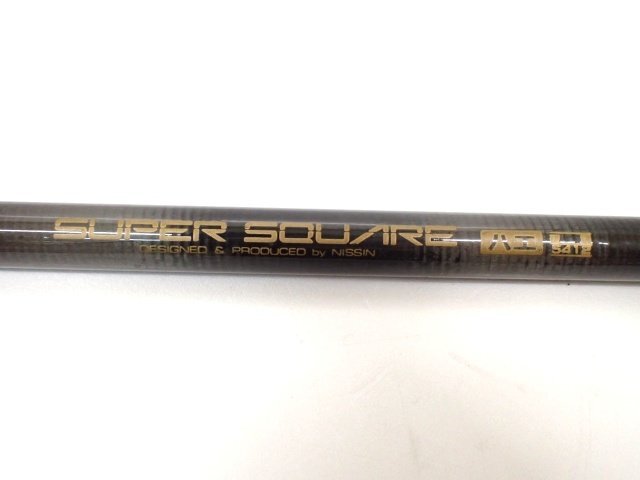 SUPER SQUARE
DESIGNED & PRODUCED by NISSIN